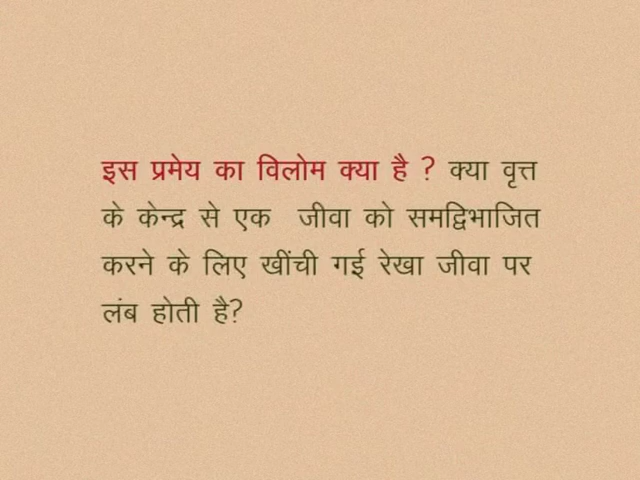 इस प्रमेय का विलोम क्या है ? क्या वृत्त
के केन्द्र से एक जीवा को समद्विभाजित
करने के लिए खींची गई रेखा जीवा पर
लंब होती है?